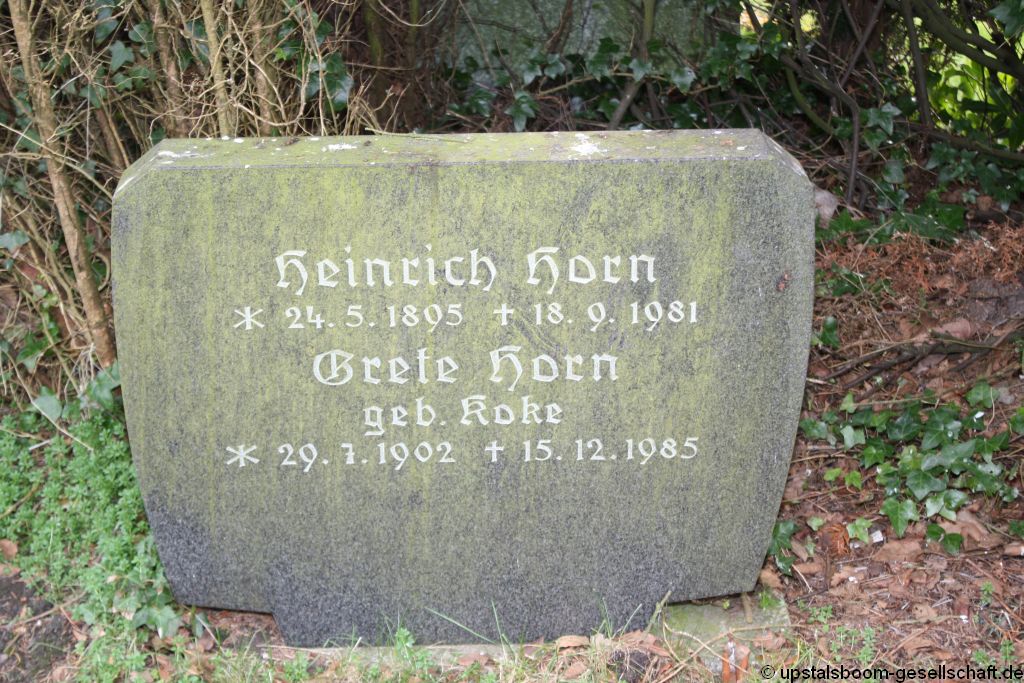 Heinrich Horn
* 24. 5. 1895 † 18. 9. 1981
Grete Horn
geb. Koke
* 29. 7. 1902 † 15. 12. 1985
© upstalsboom-gesellschaft.de